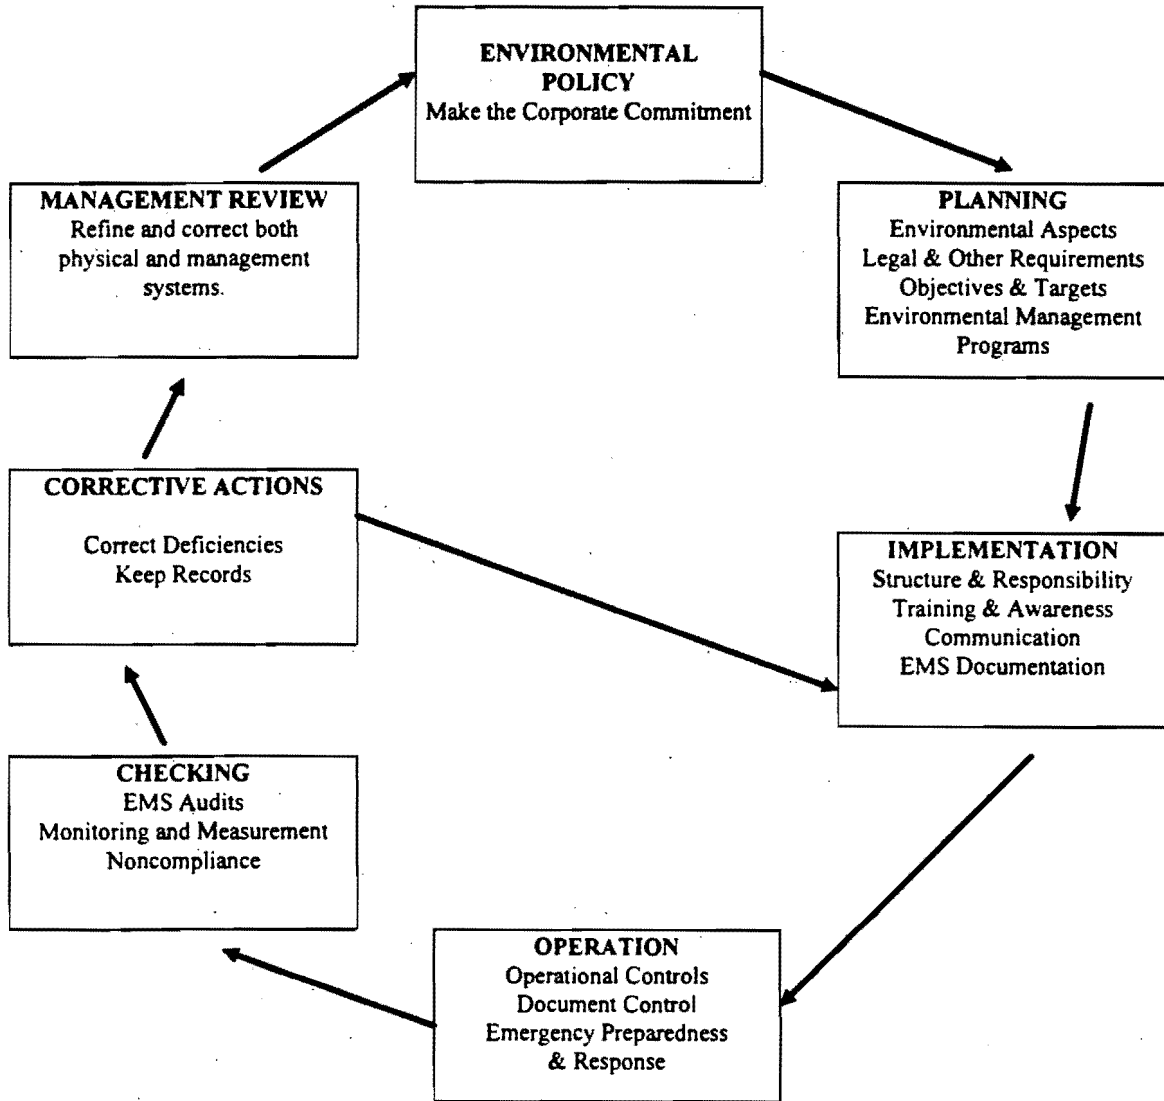 ENVIRONMENTAL
POLICY
Make the Corporate Commitment
PLANNING
Environmental Aspects
Legal & Other Requirements
Objectives & Targets
Environmental Management
Programs
IMPLEMENTATION
Structure & Responsibility
Training & Awareness
Communication
EMS Documentation
OPERATION
Operational Controls
Document Control
Emergency Preparedness
& Response
CHECKING
EMS Audits
Monitoring and Measurement
Noncompliance
CORRECTIVE ACTIONS
Correct Deficiencies
Keep Records
MANAGEMENT REVIEW
Refine and correct both
physical and management
systems.